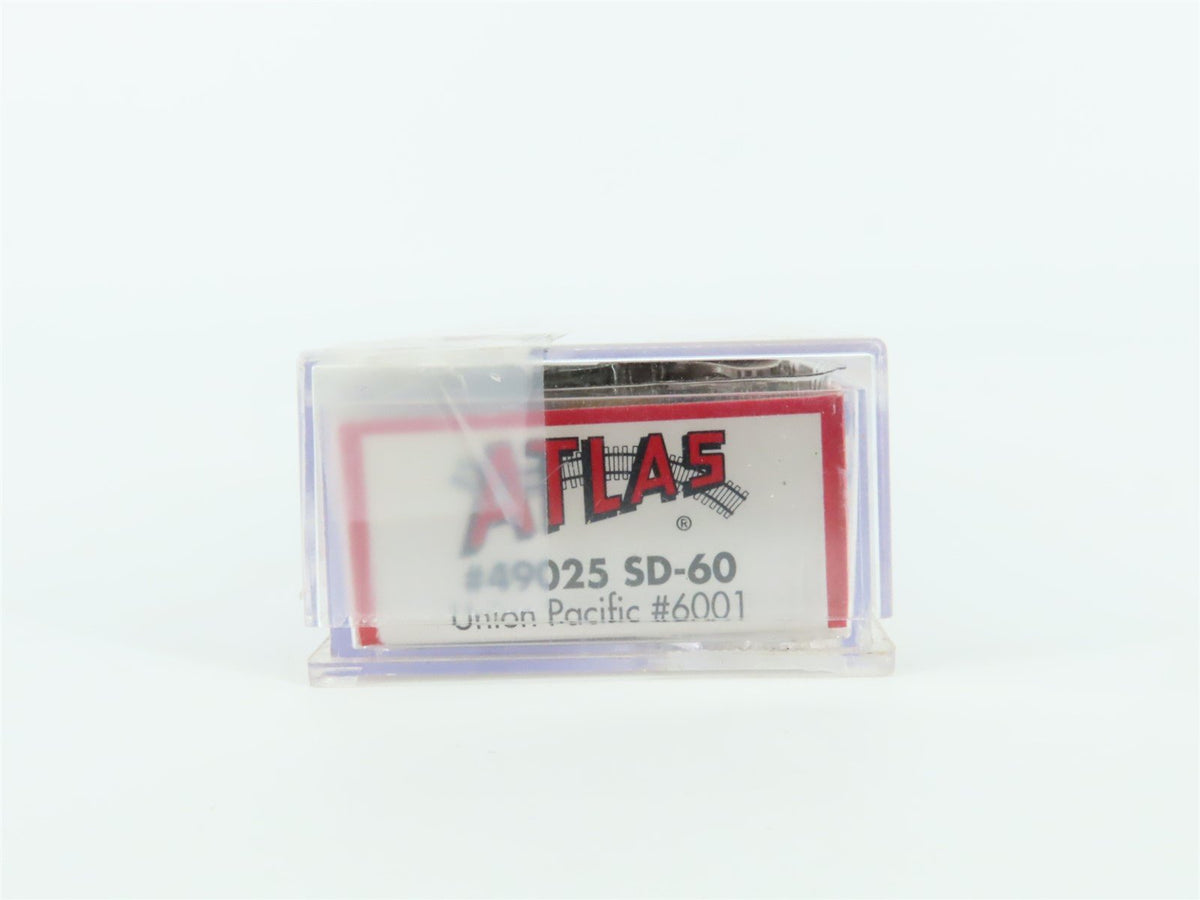 ATLAS
®
#49025 SD-60
Union Pacific #6001